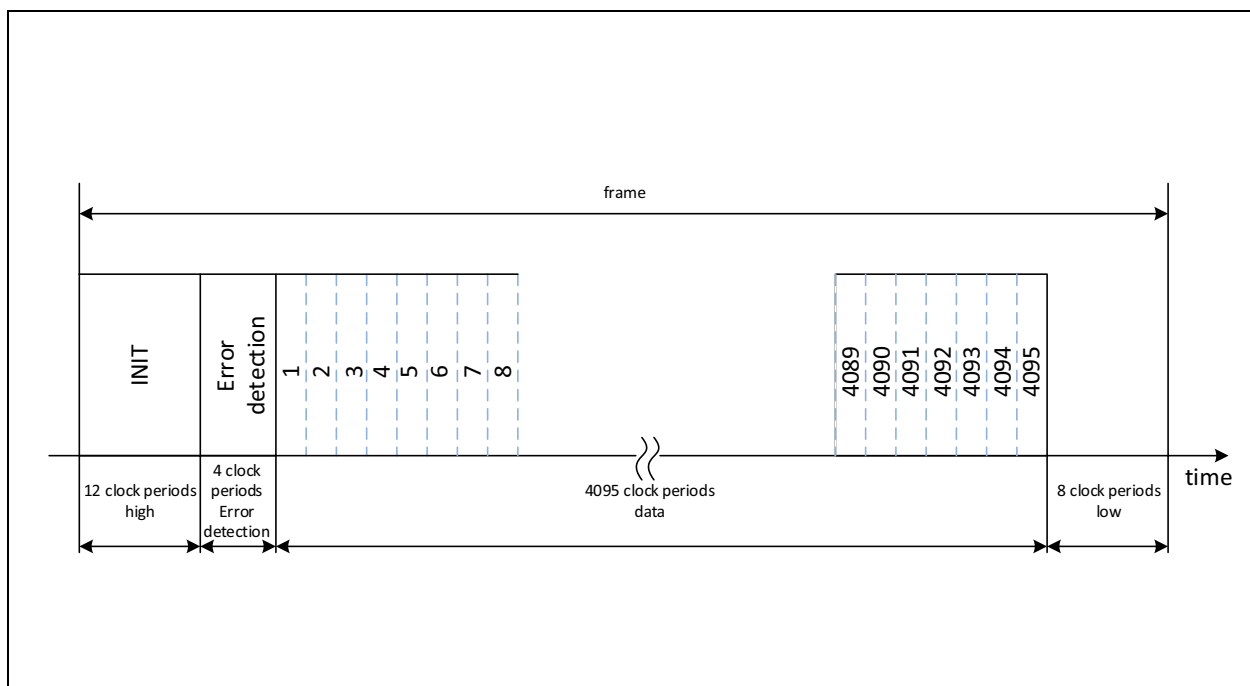 frame
INIT
Error
detection
1
2
3
4
5
6
7
8
4089
4090
4091
4092
4093
4094
4095
time
12 clock periods
high
4 clock
periods
Error
detection
4095 clock periods
data
8 clock periods
low